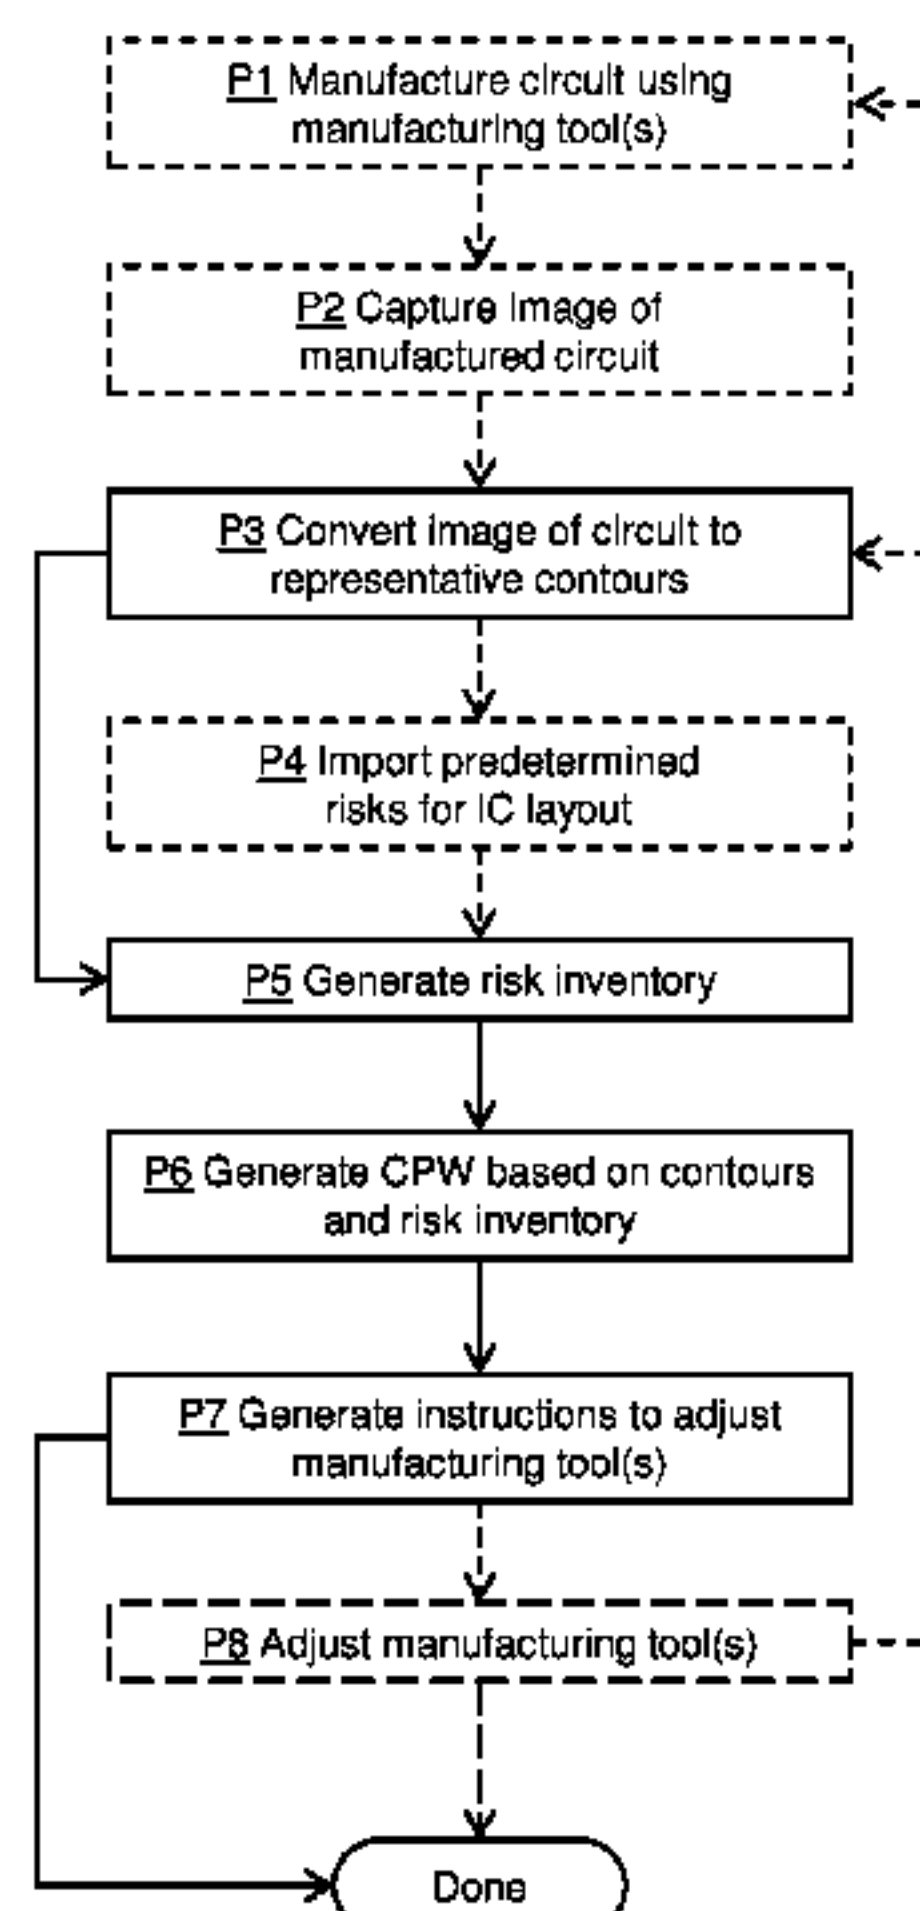 P1 Manufacture circuit using
manufacturing tool(s)
P2 Capture image of
manufactured circuit
P3 Convert image of circuit to
representative contours
P4 Import predetermined
risks for IC layout
P5 Generate risk inventory
P6 Generate CPW based on contours
and risk inventory
P7 Generate instructions to adjust
manufacturing tool(s)
P8 Adjust manufacturing tool(s)
Done